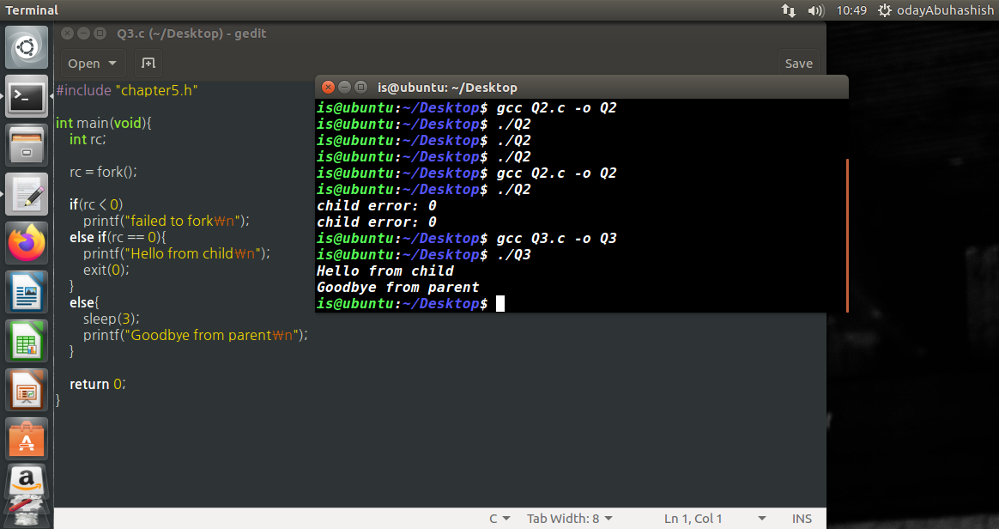 Terminal
10:49 odayAbuhashish
Q3.c (~/Desktop) - gedit
Open
Save
#include "chapter5.h"
int main(void){
int rc;
rc = fork();
if(rc < 0)
printf("failed to fork₩n");
else if(rc == 0){
printf("Hello from child₩n");
exit(0);
}
else{
sleep(3);
printf("Goodbye from parent₩n");
}
return 0;
}
is@ubuntu: ~/Desktop
is@ubuntu:~/Desktop$ gcc Q2.c -o Q2
is@ubuntu:~/Desktop$ ./Q2
is@ubuntu:~/Desktop$ ./Q2
is@ubuntu:~/Desktop$ ./Q2
is@ubuntu:~/Desktop$ gcc Q2.c -o Q2
is@ubuntu:~/Desktop$ ./Q2
child error: 0
child error: 0
is@ubuntu:~/Desktop$ gcc Q3.c -o Q3
is@ubuntu:~/Desktop$ ./Q3
Hello from child
Goodbye from parent
is@ubuntu:~/Desktop$
C Tab Width: 8 Ln 1, Col 1 INS